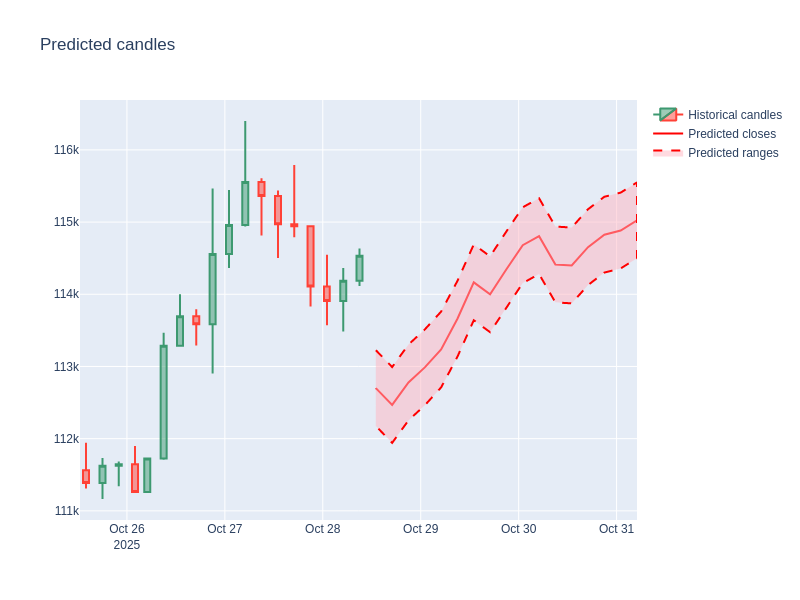 Predicted candles
Historical candles
Predicted closes
Predicted ranges
116k
115k
114k
113k
112k
111k
Oct 26
2025
Oct 27
Oct 28
Oct 29
Oct 30
Oct 31